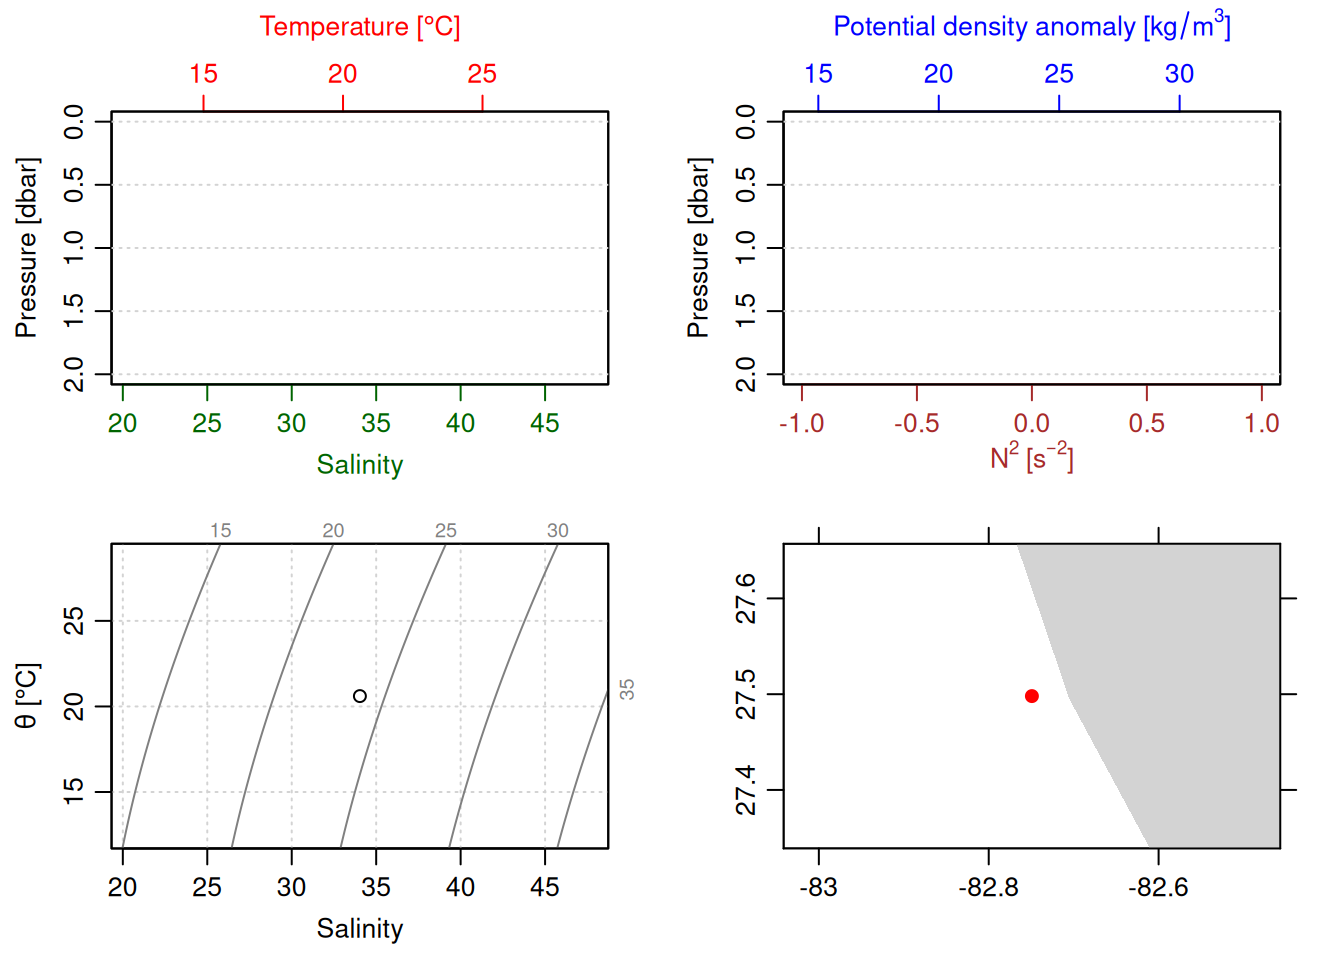 Temperature [°C]
15 20 25
0.0 0.5 1.0 1.5 2.0
Pressure [dbar]
20 25 30 35 40 45
Salinity
Potential density anomaly [kg/m³]
15 20 25 30
0.0 0.5 1.0 1.5 2.0
Pressure [dbar]
-1.0 -0.5 0.0 0.5 1.0
N² [s⁻²]
15 20 25 30
35
15 20 25
θ [°C]
20 25 30 35 40 45
Salinity
27.4 27.5 27.6
-83 -82.8 -82.6